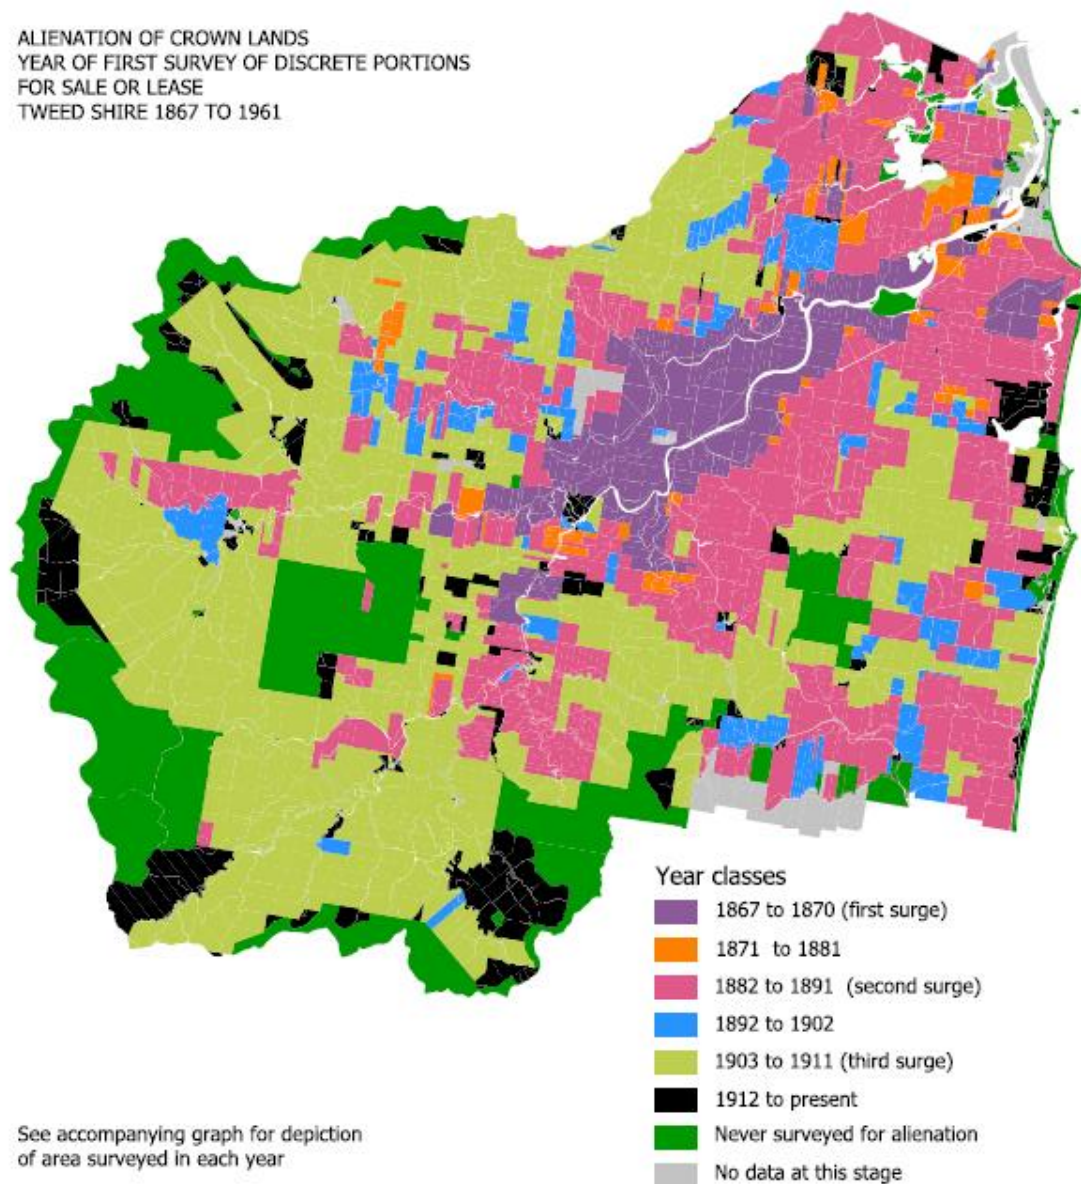 ALIENATION OF CROWN LANDS
YEAR OF FIRST SURVEY OF DISCRETE PORTIONS
FOR SALE OR LEASE
TWEED SHIRE 1867 TO 1961
Year classes
1867 to 1870 (first surge)
1871 to 1881
1882 to 1891 (second surge)
1892 to 1902
1903 to 1911 (third surge)
1912 to present
Never surveyed for alienation
No data at this stage
See accompanying graph for depiction
of area surveyed in each year